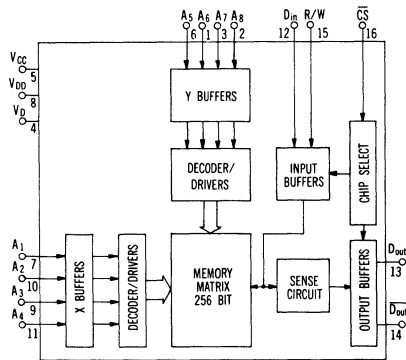 A5 A6 A7 A8 Din R/W CS
6 1 3 2 12 15 16
VCC
5
VDD
8
VD
4
Y BUFFERS
DECODER/
DRIVERS
INPUT
BUFFERS
CHIP SELECT
A1
7
A2
10
A3
9
A4
11
X BUFFERS
DECODER/DRIVERS
MEMORY
MATRIX
256 BIT
SENSE
CIRCUIT
OUTPUT BUFFERS
Dout
13
Dout
14